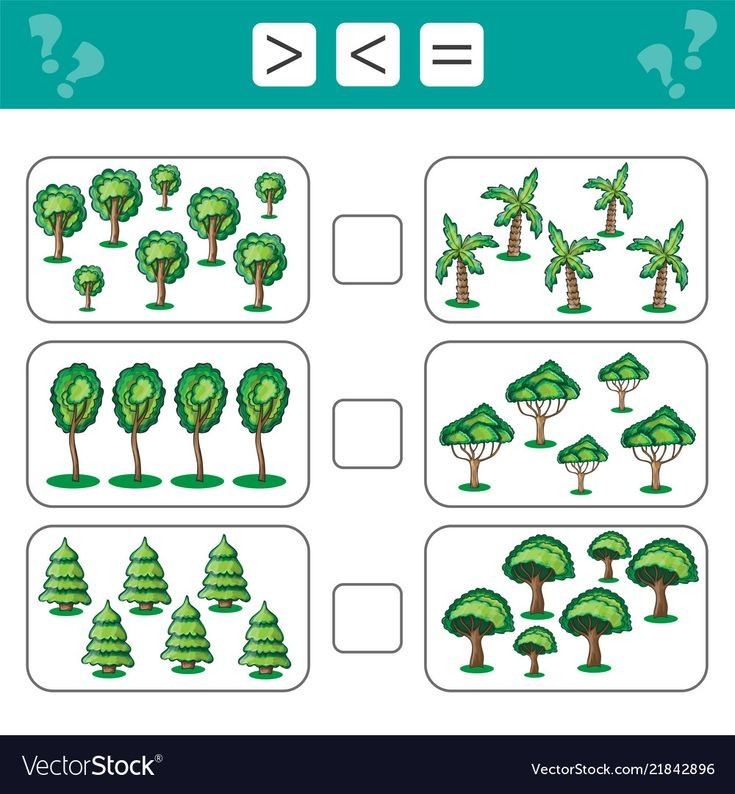 ? ? > < = ? ?
VectorStock®
VectorStock.com/21842896